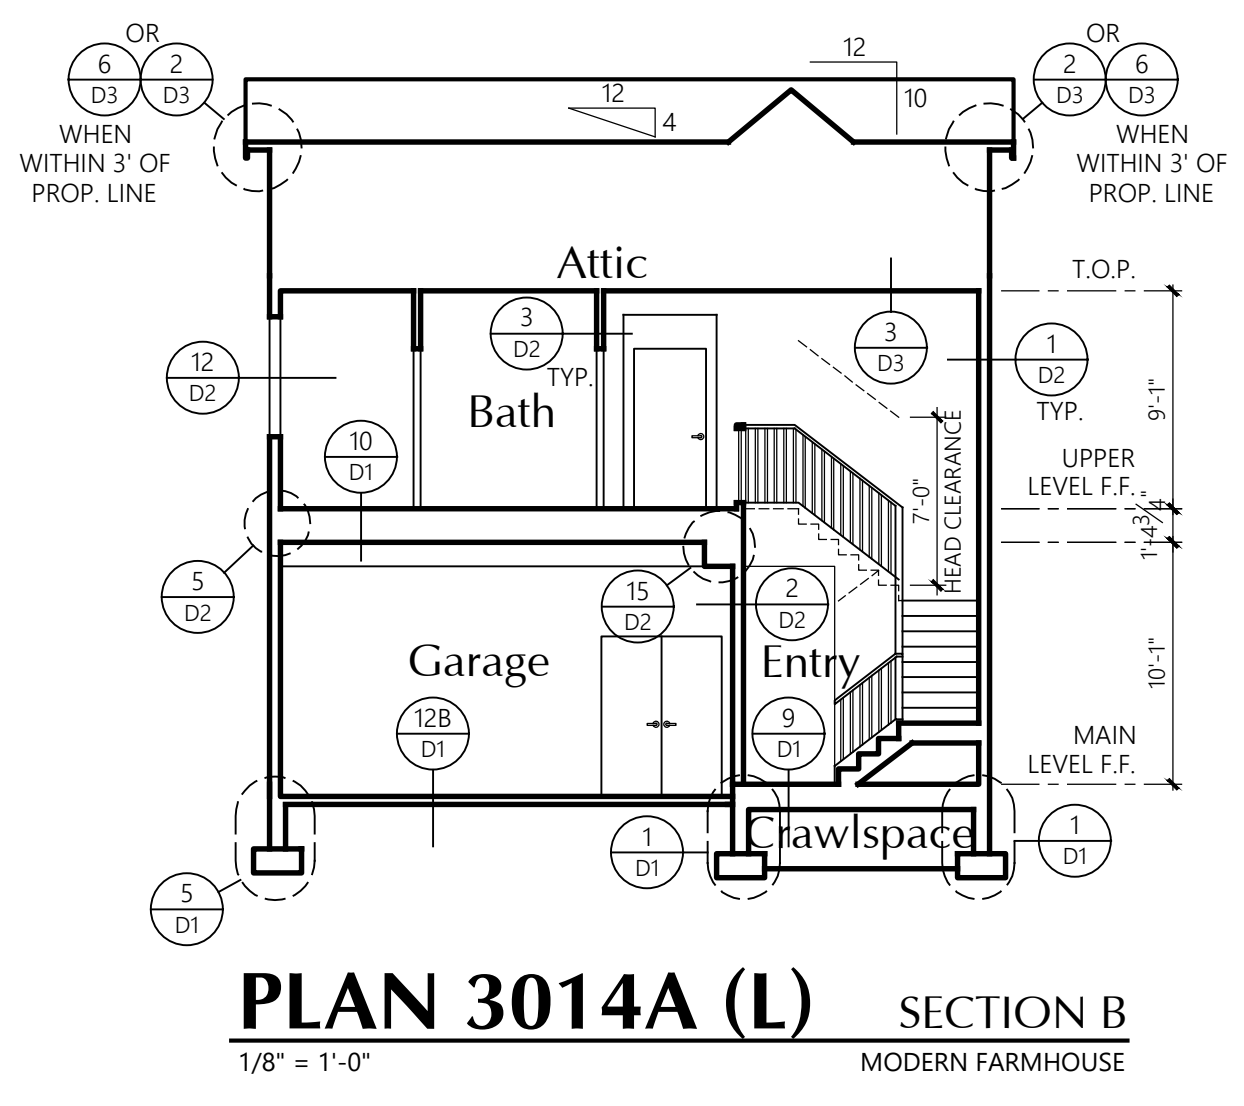 OR
6 2
D3 D3
WHEN
WITHIN 3' OF
PROP. LINE
12
4
12
10
OR
2 6
D3 D3
WHEN
WITHIN 3' OF
PROP. LINE
Attic
T.O.P.
3
D2
TYP.
3
D3
1
D2
TYP.
12
D2
Bath
9'-1"
10
D1
7'-0"
HEAD CLEARANCE
UPPER
LEVEL F.F.
1'-4 3/4"
5
D2
15
D2
2
D2
Garage
Entry
10'-1"
12B
D1
9
D1
MAIN
LEVEL F.F.
Crawlspace
1
D1
1
D1
5
D1
PLAN 3014A (L) SECTION B
1/8" = 1'-0" MODERN FARMHOUSE